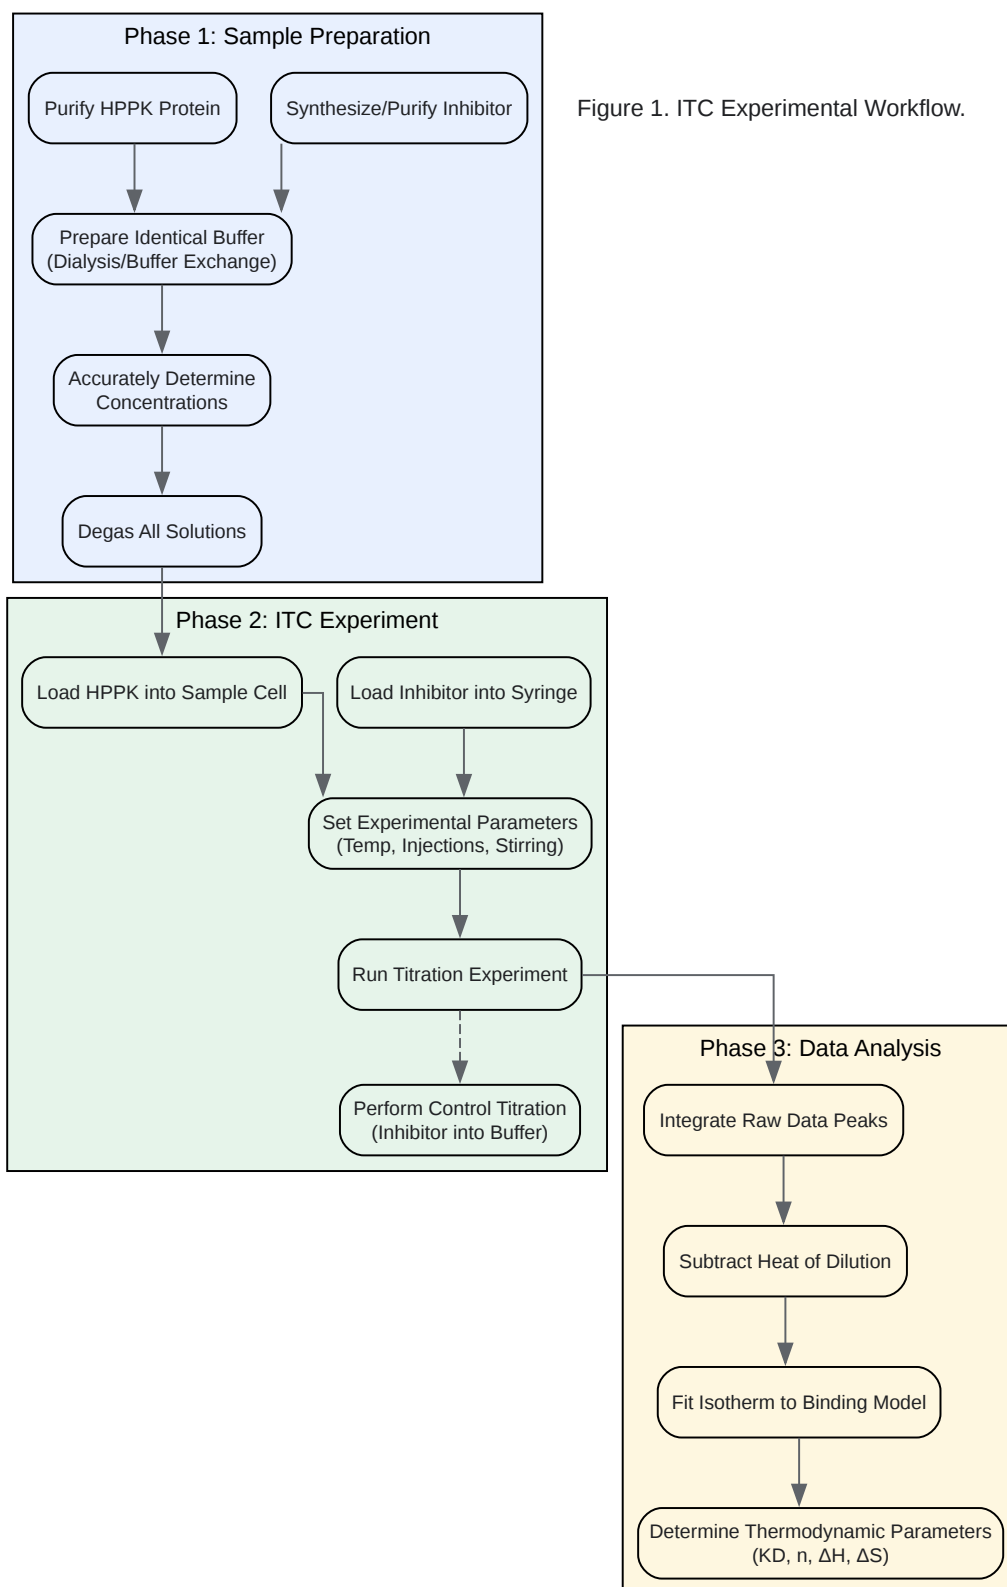 Phase 1: Sample Preparation
Purify HPPK Protein
Synthesize/Purify Inhibitor
Figure 1. ITC Experimental Workflow.
Prepare Identical Buffer
(Dialysis/Buffer Exchange)
Accurately Determine
Concentrations
Degas All Solutions
Phase 2: ITC Experiment
Load HPPK into Sample Cell
Load Inhibitor into Syringe
Set Experimental Parameters
(Temp, Injections, Stirring)
Run Titration Experiment
Perform Control Titration
(Inhibitor into Buffer)
Phase 3: Data Analysis
Integrate Raw Data Peaks
Subtract Heat of Dilution
Fit Isotherm to Binding Model
Determine Thermodynamic Parameters
(KD, n, ΔH, ΔS)